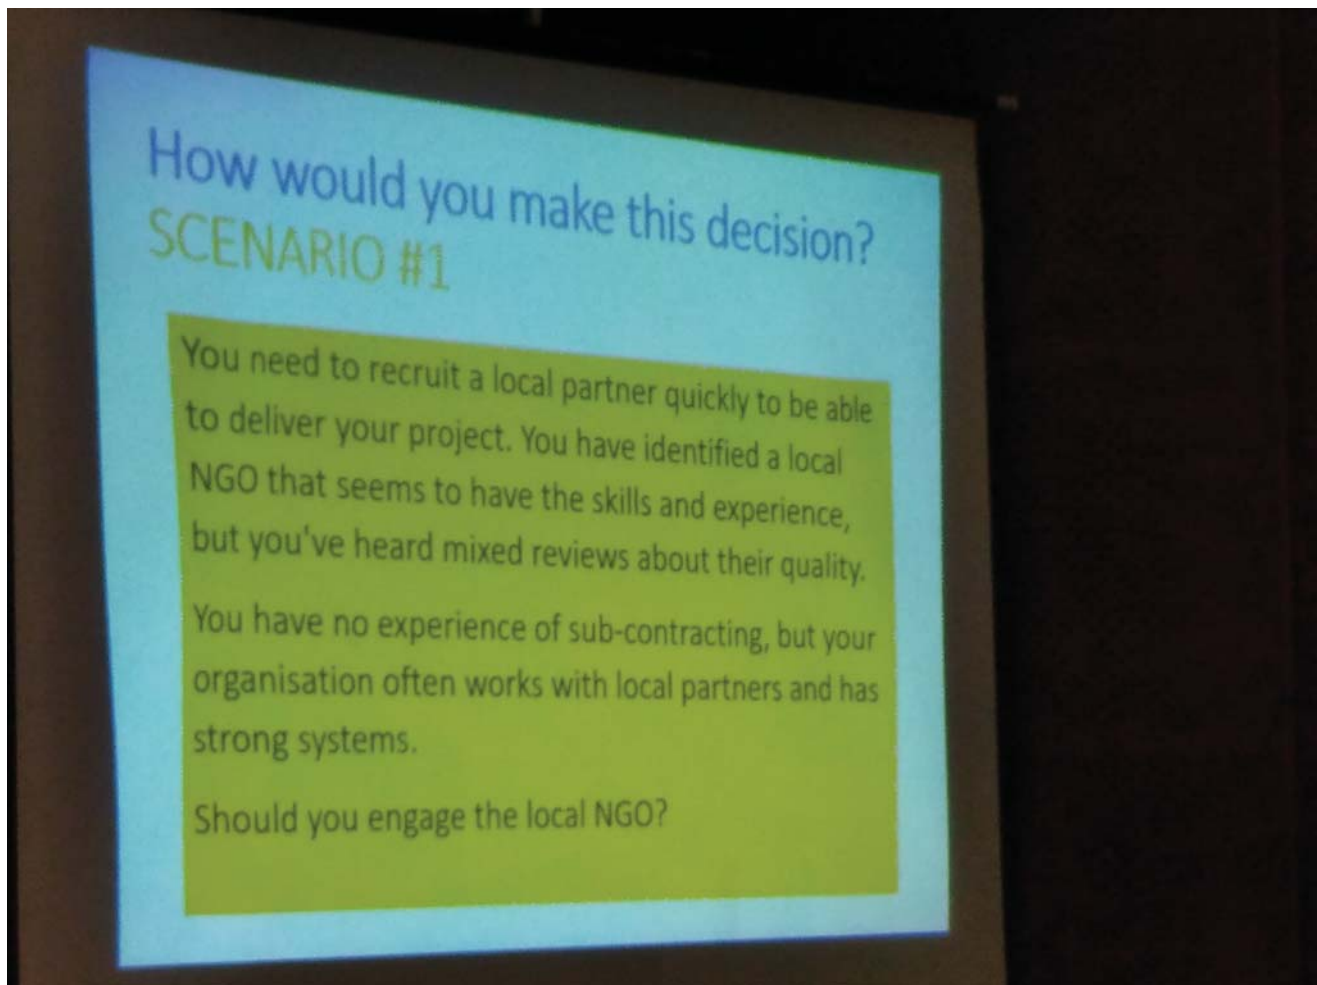 How would you make this decision?
SCENARIO #1
You need to recruit a local partner quickly to be able
to deliver your project. You have identified a local
NGO that seems to have the skills and experience,
but you've heard mixed reviews about their quality.
You have no experience of sub-contracting, but your
organisation often works with local partners and has
strong systems.
Should you engage the local NGO?